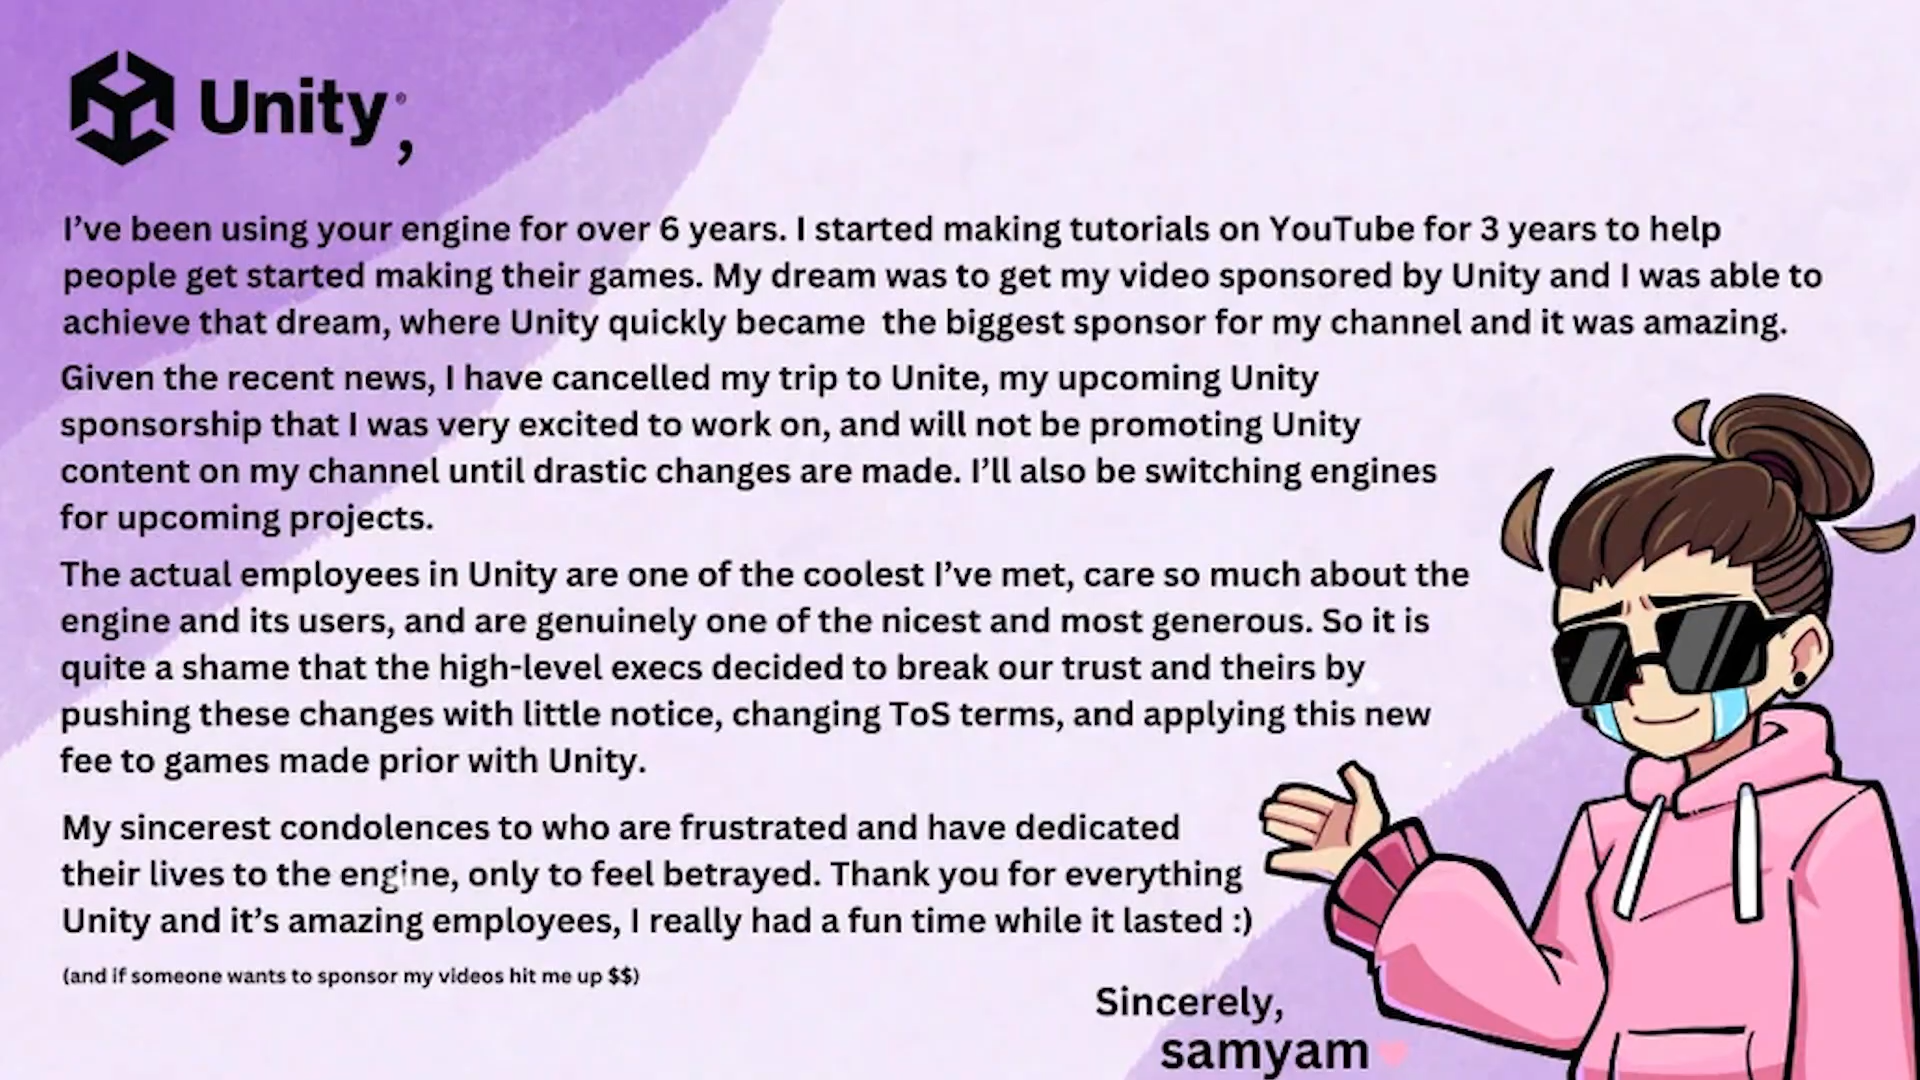 Unity®,
I’ve been using your engine for over 6 years. I started making tutorials on YouTube for 3 years to help
people get started making their games. My dream was to get my video sponsored by Unity and I was able to
achieve that dream, where Unity quickly became  the biggest sponsor for my channel and it was amazing.
Given the recent news, I have cancelled my trip to Unite, my upcoming Unity
sponsorship that I was very excited to work on, and will not be promoting Unity
content on my channel until drastic changes are made. I’ll also be switching engines
for upcoming projects.
The actual employees in Unity are one of the coolest I’ve met, care so much about the
engine and its users, and are genuinely one of the nicest and most generous. So it is
quite a shame that the high-level execs decided to break our trust and theirs by
pushing these changes with little notice, changing ToS terms, and applying this new
fee to games made prior with Unity.
My sincerest condolences to who are frustrated and have dedicated
their lives to the engine, only to feel betrayed. Thank you for everything
Unity and it’s amazing employees, I really had a fun time while it lasted :)
(and if someone wants to sponsor my videos hit me up $$)
Sincerely,
samyam